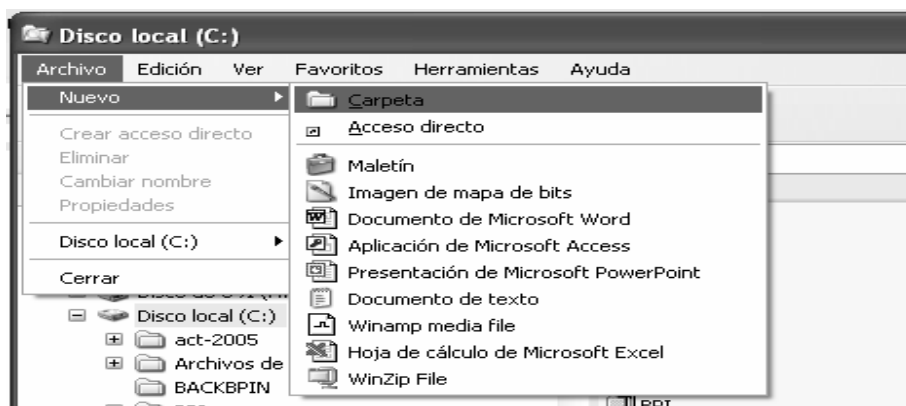 Disco local (C:)
Archivo Edición Ver Favoritos Herramientas Ayuda
Nuevo
Crear acceso directo
Eliminar
Cambiar nombre
Propiedades
Disco local (C:)
Cerrar
Carpeta
Acceso directo
Maletín
Imagen de mapa de bits
Documento de Microsoft Word
Aplicación de Microsoft Access
Presentación de Microsoft PowerPoint
Documento de texto
Winamp media file
Hoja de cálculo de Microsoft Excel
WinZip File
Disco local (C:)
act-2005
Archivos de
BACKBPIN